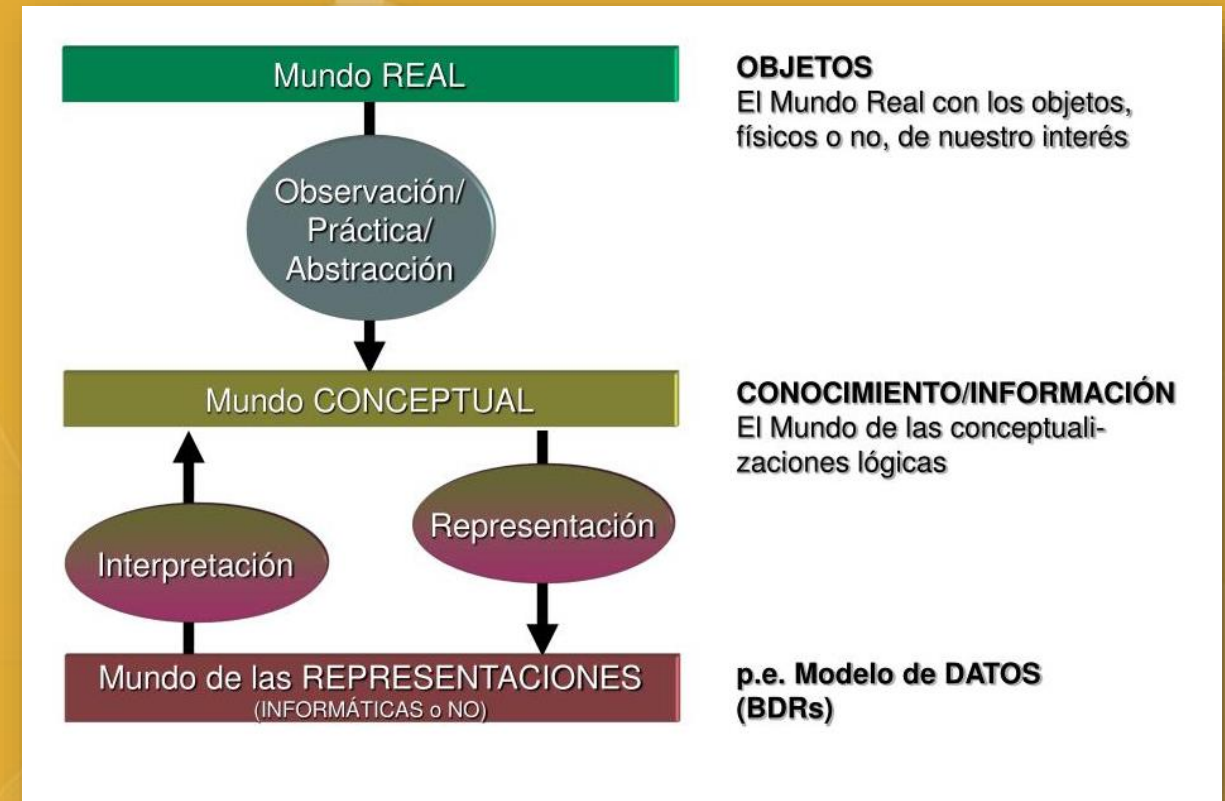 Mundo REAL
OBJETOS
El Mundo Real con los objetos,
físicos o no, de nuestro interés
Observación/
Práctica/
Abstracción
Mundo CONCEPTUAL
CONOCIMIENTO/INFORMACIÓN
El Mundo de las conceptuali-
zaciones lógicas
Interpretación
Representación
Mundo de las REPRESENTACIONES
(INFORMÁTICAS o NO)
p.e. Modelo de DATOS
(BDRs)